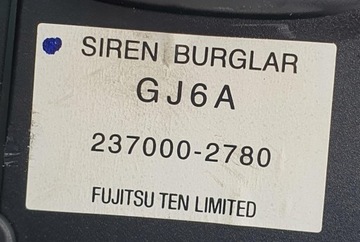 SIREN BURGLAR
GJ6A
237000-2780
FUJITSU TEN LIMITED